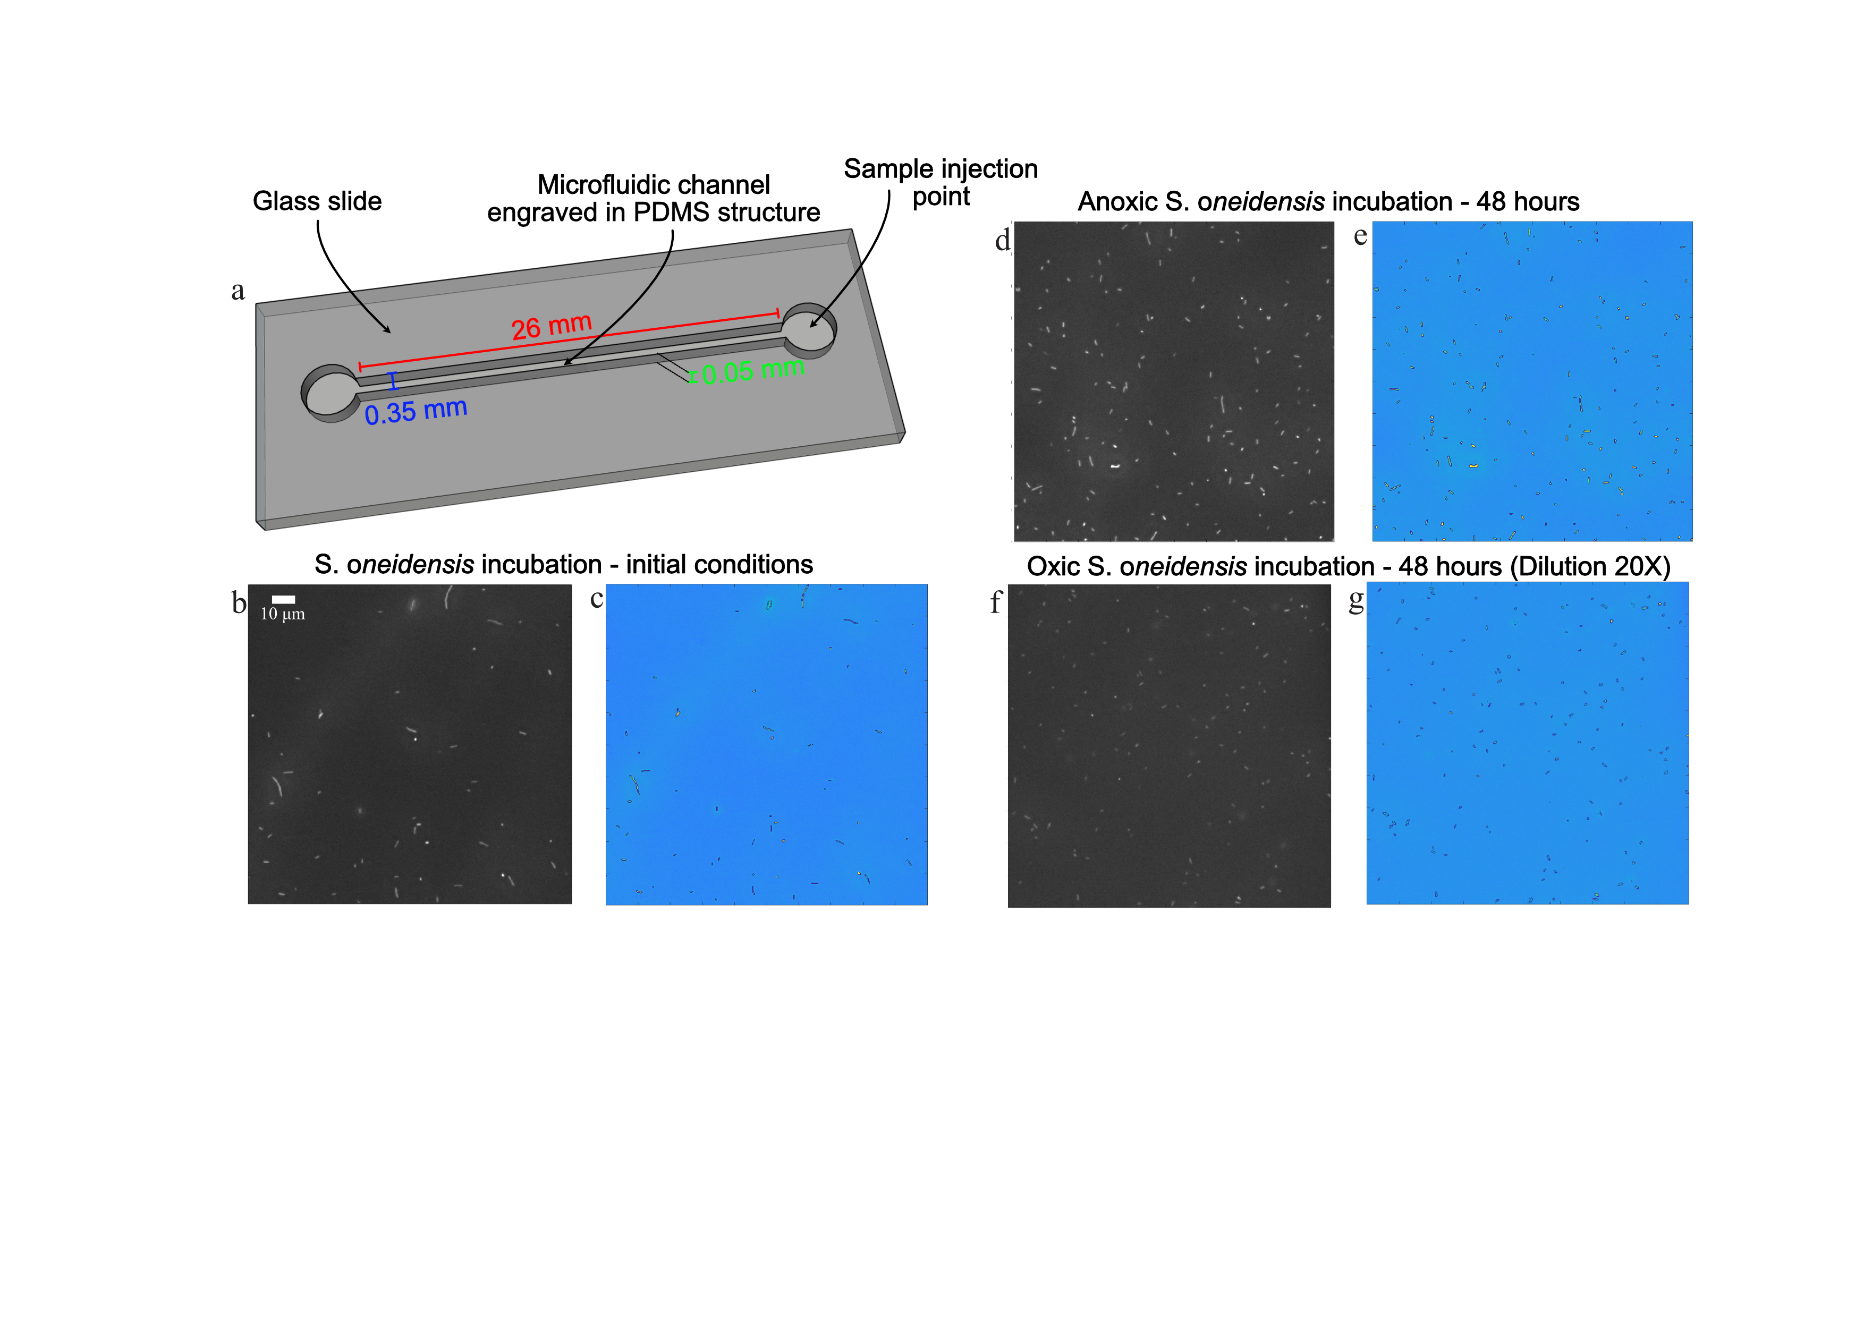 Glass slide
Microfluidic channel
engraved in PDMS structure
Sample injection
point
a
26 mm
0.35 mm
0.05 mm
Anoxic S. oneidensis incubation - 48 hours
d
e
S. oneidensis incubation - initial conditions
b
10 μm
c
Oxic S. oneidensis incubation - 48 hours (Dilution 20X)
f
g